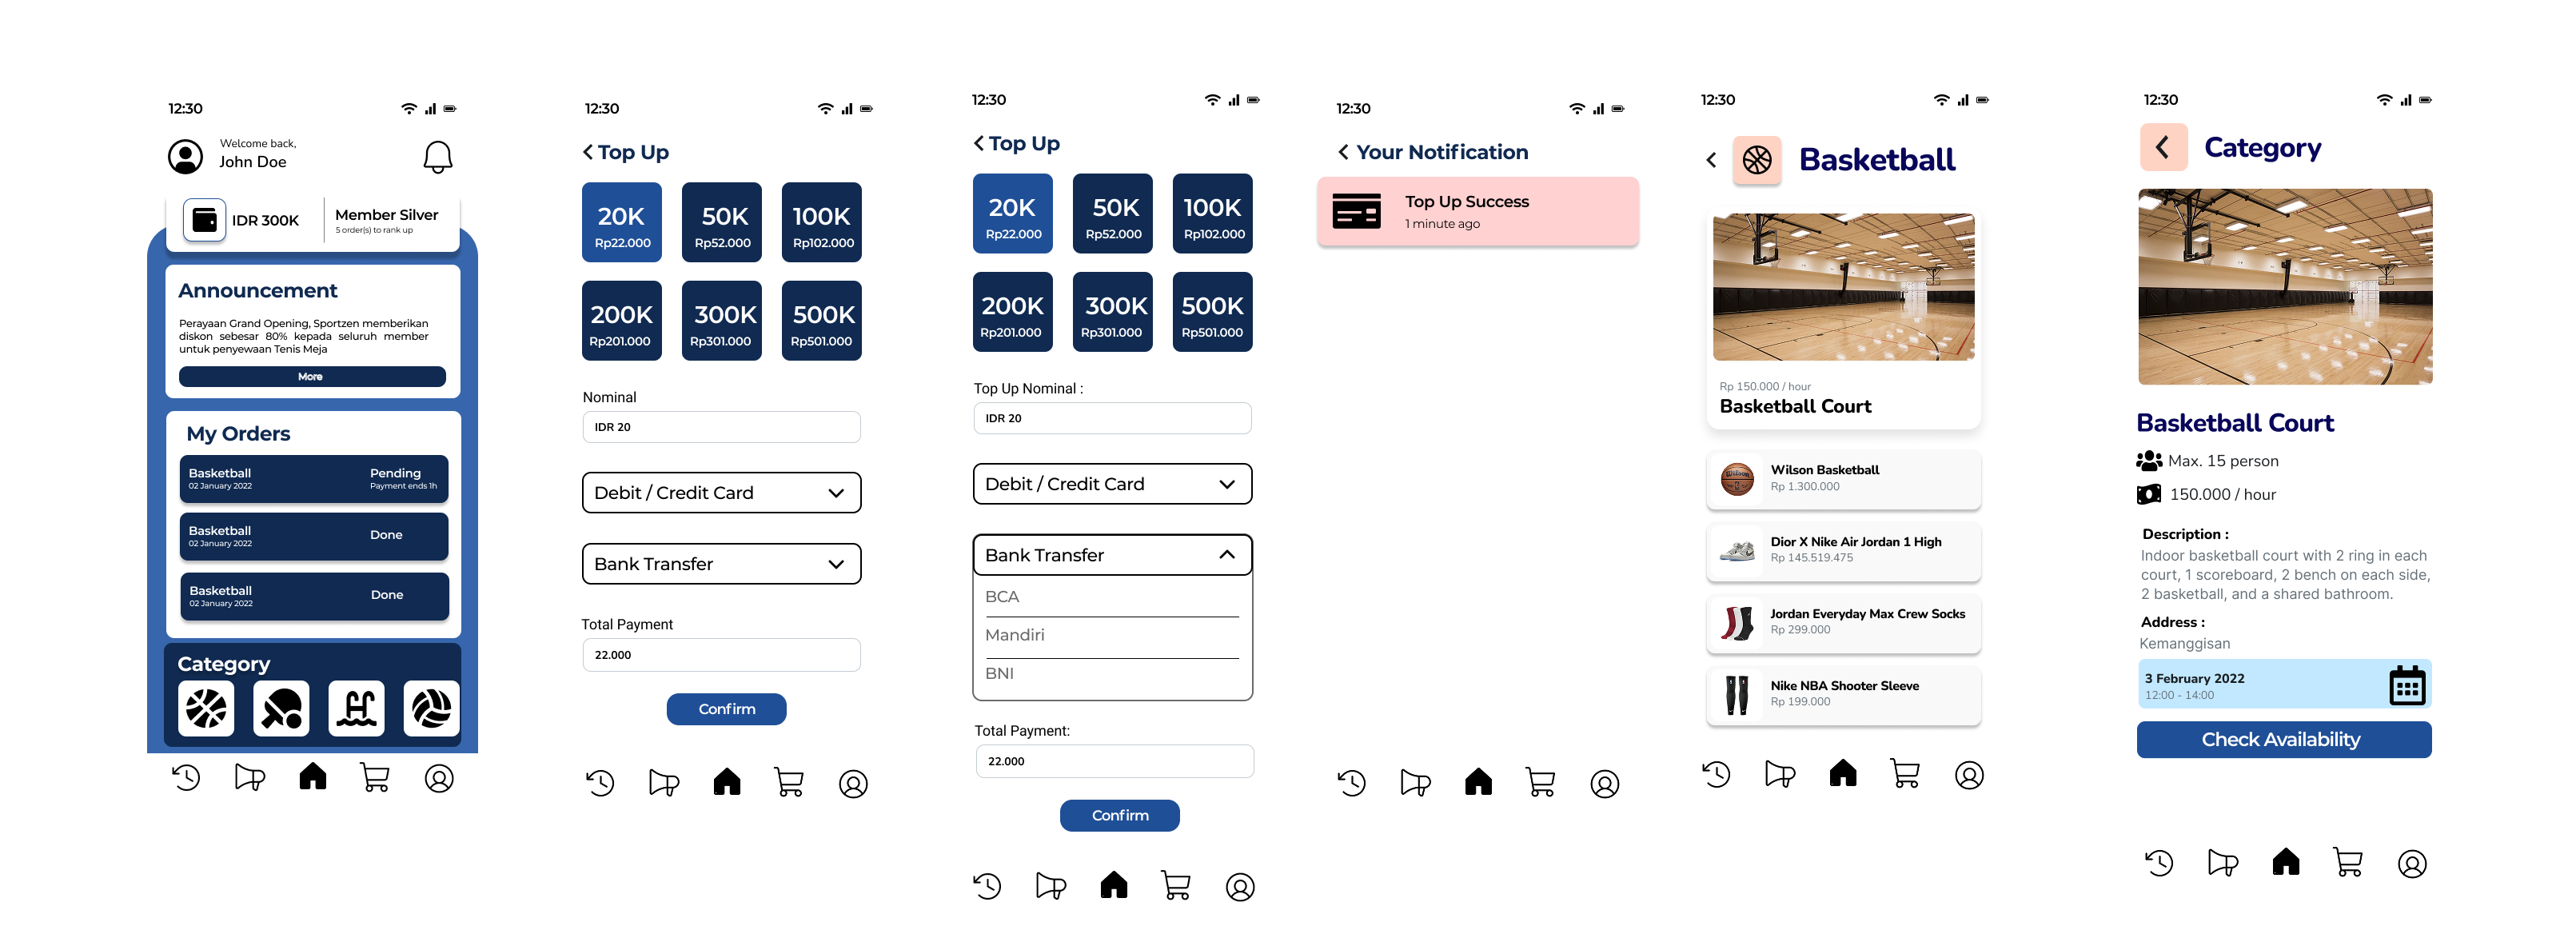 12:30
Welcome back,
John Doe
IDR 300K
Member Silver
5 order(s) to rank up
Announcement
Perayaan Grand Opening, Sportzen memberikan
diskon sebesar 80% kepada seluruh member
untuk penyewaan Tenis Meja
More
My Orders
Basketball
02 January 2022
Pending
Payment ends 1h
Basketball
02 January 2022
Done
Basketball
02 January 2022
Done
Category
12:30
Top Up
20K
Rp22.000
50K
Rp52.000
100K
Rp102.000
200K
Rp201.000
300K
Rp301.000
500K
Rp501.000
Nominal
IDR 20
Debit / Credit Card
Bank Transfer
Total Payment
22.000
Confirm
12:30
Top Up
20K
Rp22.000
50K
Rp52.000
100K
Rp102.000
200K
Rp201.000
300K
Rp301.000
500K
Rp501.000
Top Up Nominal :
IDR 20
Debit / Credit Card
Bank Transfer
BCA
Mandiri
BNI
Total Payment:
22.000
Confirm
12:30
Your Notification
Top Up Success
1 minute ago
12:30
Basketball
Rp 150.000 / hour
Basketball Court
Wilson Basketball
Rp 1.300.000
Dior X Nike Air Jordan 1 High
Rp 145.519.475
Jordan Everyday Max Crew Socks
Rp 299.000
Nike NBA Shooter Sleeve
Rp 199.000
12:30
Category
Basketball Court
Max. 15 person
150.000 / hour
Description :
Indoor basketball court with 2 ring in each
court, 1 scoreboard, 2 bench on each side,
2 basketball, and a shared bathroom.
Address :
Kemanggisan
3 February 2022
12:00 - 14:00
Check Availability